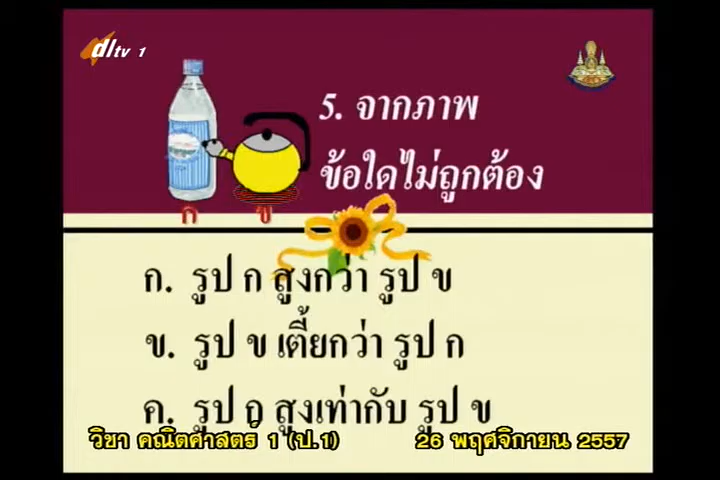 dltv 1
5. จากภาพ
ข้อใดไม่ถูกต้อง
ก ข
ก. รูป ก สูงกว่า รูป ข
ข. รูป ข เตี้ยกว่า รูป ก
ค. รูป ก สูงเท่ากับ รูป ข
วิชา คณิตศาสตร์ 1 (ป.1) 26 พฤศจิกายน 2557